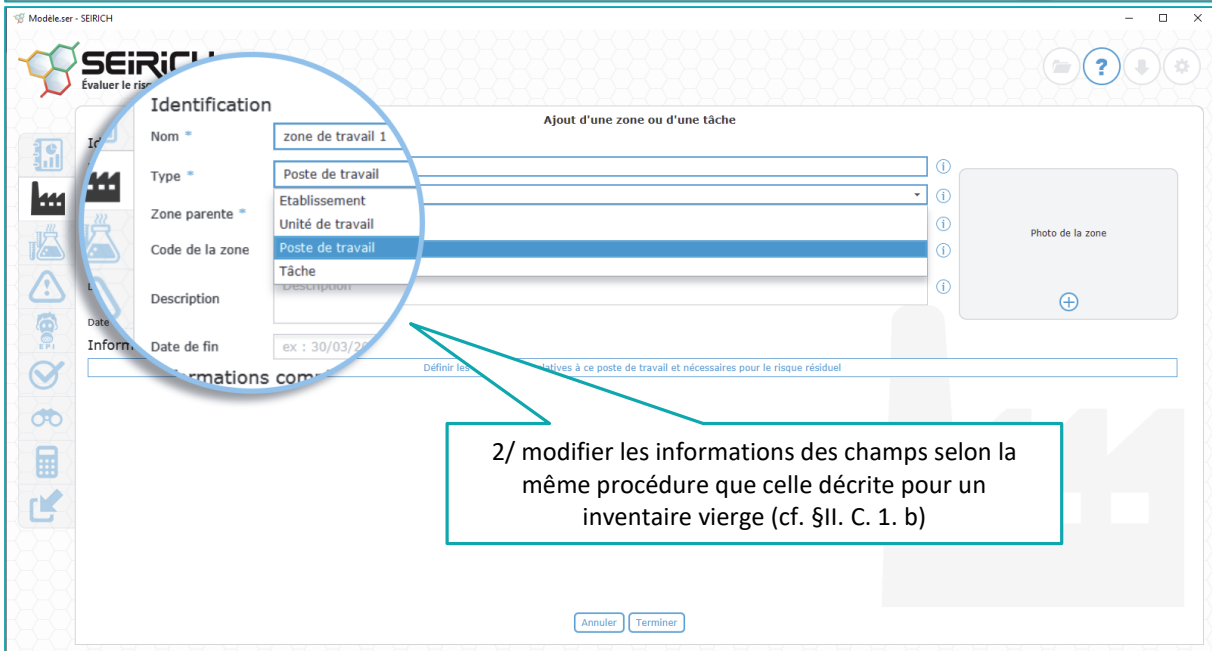 Modèle.ser - SEIRICH
SEiRiCH
Évaluer le ris
Ajout d'une zone ou d'une tâche
Identification
Nom *
zone de travail 1
Type *
Poste de travail
Etablissement
Zone parente *
Unité de travail
Code de la zone
Poste de travail
Tâche
Description
Description
Date de fin
ex : 30/03/20
Date
Inform
rmations comp
Photo de la zone
EPI
Définir les
latives à ce poste de travail et nécessaires pour le risque résiduel
2/ modifier les informations des champs selon la
même procédure que celle décrite pour un
inventaire vierge (cf. §II. C. 1. b)
Annuler
Terminer